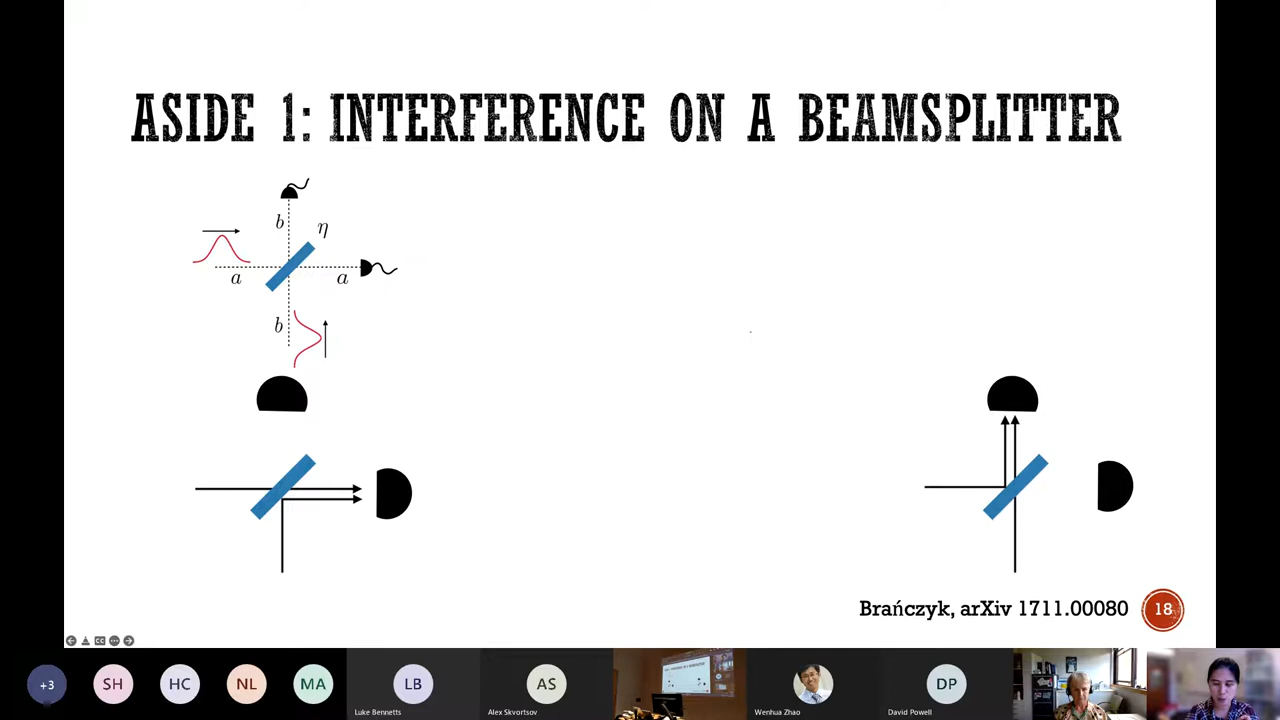 ASIDE 1: INTERFERENCE ON A BEAMSPLITTER
b
η
a
a
b
Brańczyk, arXiv 1711.00080
18
+3
SH
HC
NL
MA
LB
AS
DP
Luke Bennetts
Alex Skvortsov
Wenhua Zhao
David Powell